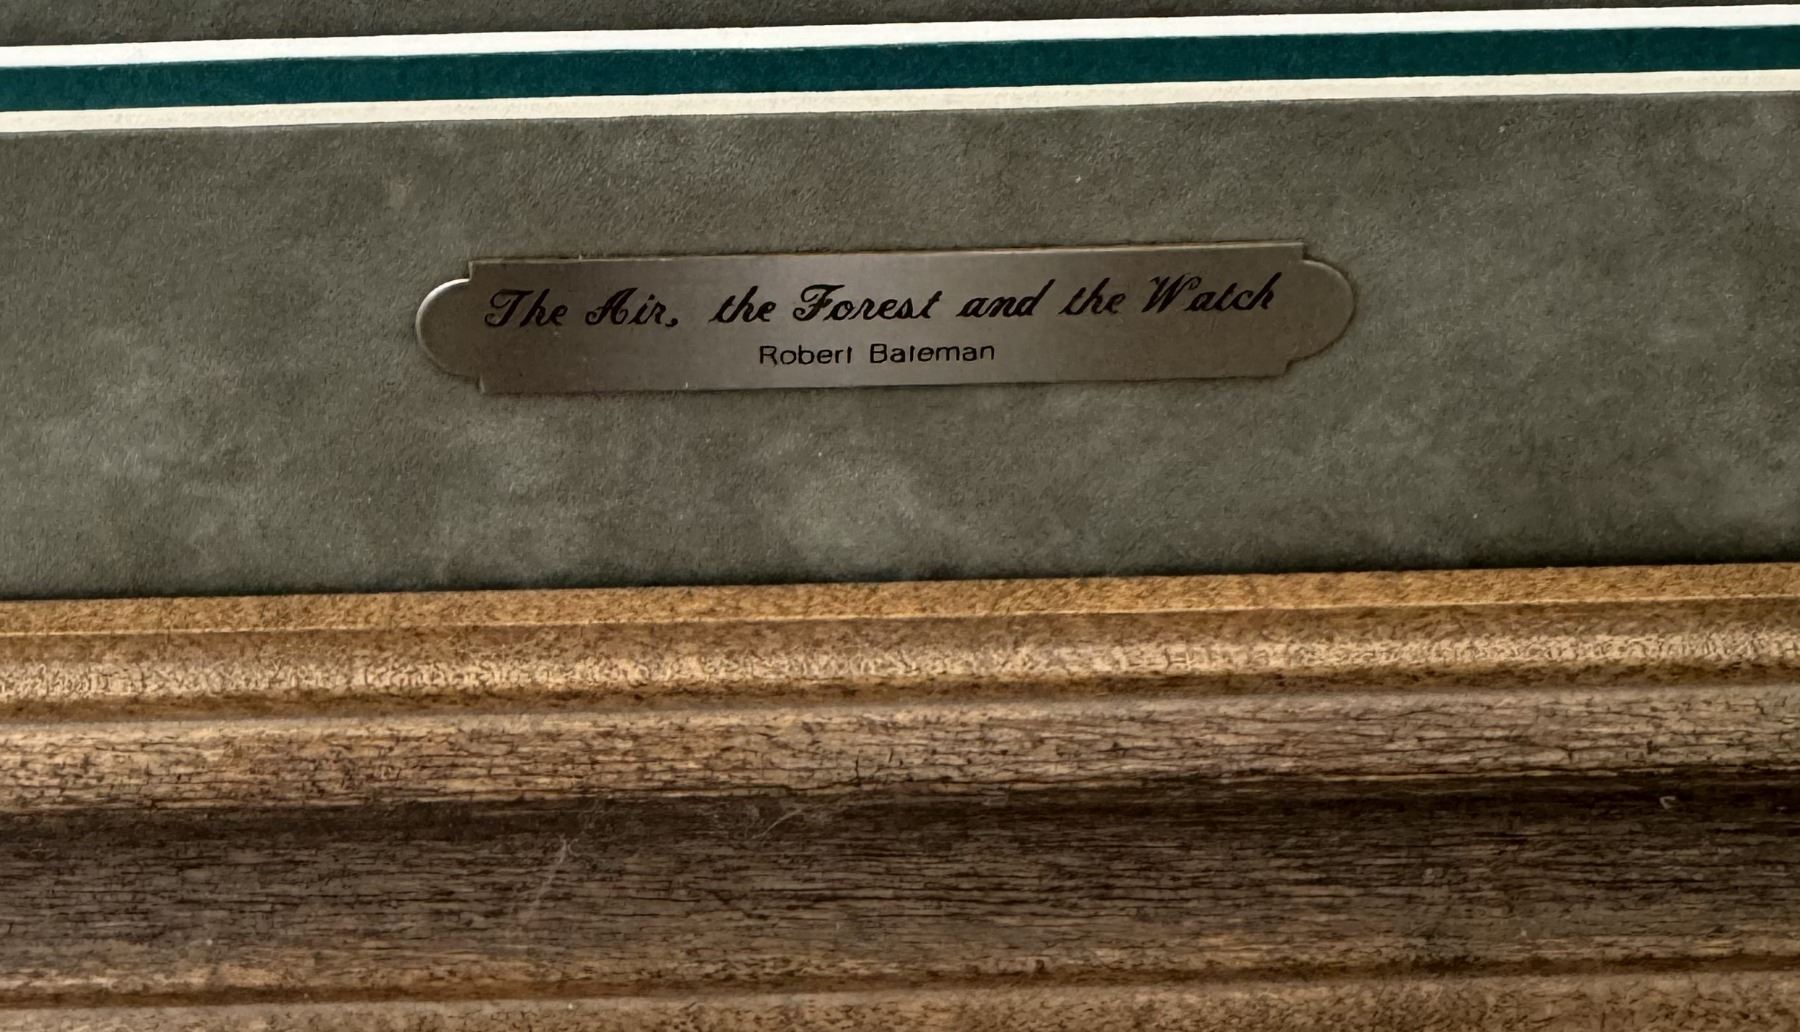 The Air, the Forest and the Watch
Robert Bateman